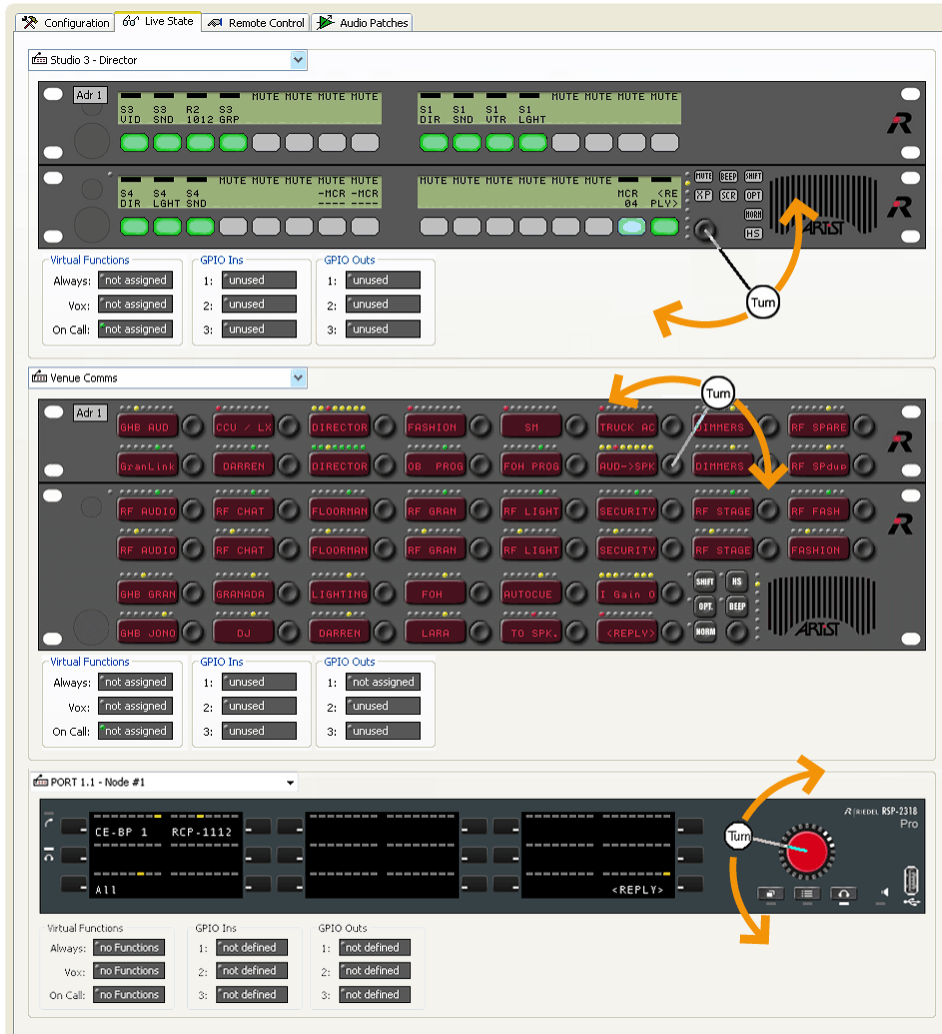 Configuration Live State Remote Control Audio Patches
Studio 3 - Director
Adr 1
MUTE MUTE MUTE MUTE MUTE MUTE MUTE MUTE
S3 S3 R2 S3 S1 S1 S1 S1
VID SND 1012 GRP DIR SND VTR LGHT
MUTE MUTE MUTE MUTE MUTE MUTE MUTE MUTE MUTE MUTE MUTE MUTE BEEP SHIFT
S4 S4 S4 -MCR -MCR MCR <RE XP SCR OPT
DIR LGHT SND ---- ---- 04 PLY> NORM
HS
ARTIST
Turn
Virtual Functions GPIO Ins GPIO Outs
Always: not assigned 1: unused 1: unused
Vox: not assigned 2: unused 2: unused
On Call: not assigned 3: unused 3: unused
Venue Comms
Turn
Adr 1
GHB AUD CCU / LX DIRECTOR FASHION SM TRUCK AC DIMMERS RF SPARE
GranLink DARREN DIRECTOR OB PROG FOH PROG AUD->SPK DIMMERS RF SPdup
RF AUDIO RF CHAT FLOORMAN RF GRAN RF LIGHT SECURITY RF STAGE RF FASH
RF AUDIO RF CHAT FLOORMAN RF GRAN RF LIGHT SECURITY RF STAGE FASHION
GHB GRAN GRANADA LIGHTING FOH AUTOCUE I Gain O SHIFT HS
OPT. BEEP
GHB JONO DJ DARREN LARA TO SPK. <REPLY> NORM ARTIST
Virtual Functions GPIO Ins GPIO Outs
Always: not assigned 1: unused 1: not assigned
Vox: not assigned 2: unused 2: unused
On Call: not assigned 3: unused 3: unused
PORT 1.1 - Node #1
RIEDEL RSP-2318
Pro
CE-BP 1 RCP-1112
Turn
All <REPLY>
Virtual Functions GPIO Ins GPIO Outs
Always: no Functions 1: not defined 1: not defined
Vox: no Functions 2: not defined 2: not defined
On Call: no Functions 3: not defined 3: not defined